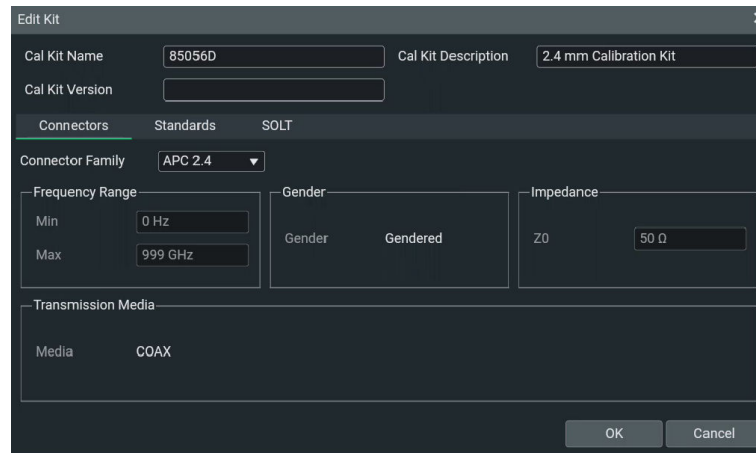 Edit Kit
Cal Kit Name 85056D Cal Kit Description 2.4 mm Calibration Kit
Cal Kit Version
Connectors Standards SOLT
Connector Family APC 2.4
Frequency Range Gender Impedance
Min 0 Hz
Gender Gendered Z0 50 Ω
Max 999 GHz
Transmission Media
Media COAX
OK Cancel